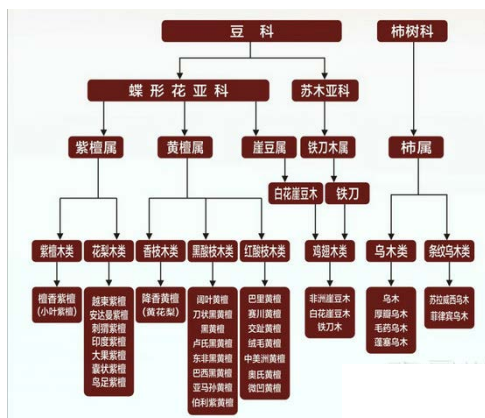 豆科
柿树科
蝶形花亚科
苏木亚科
紫檀属
黄檀属
崖豆属
铁刀木属
柿属
白花崖豆木
铁刀
紫檀木类
花梨木类
香枝木类
黑酸枝木类
红酸枝木类
鸡翅木类
乌木类
条纹乌木类
檀香紫檀
(小叶紫檀)
越柬紫檀
安达曼紫檀
刺猬紫檀
印度紫檀
大果紫檀
囊状紫檀
鸟足紫檀
降香黄檀
(黄花梨)
阔叶黄檀
刀状黑黄檀
黑黄檀
卢氏黑黄檀
东非黑黄檀
巴西黑黄檀
亚马孙黄檀
伯利紫黄檀
巴里黄檀
赛川黄檀
交趾黄檀
绒毛黄檀
中美洲黄檀
奥氏黄檀
微凹黄檀
非洲崖豆木
白花崖豆木
铁刀木
乌木
厚瓣乌木
毛药乌木
蓬塞乌木
苏拉威西乌木
菲律宾乌木